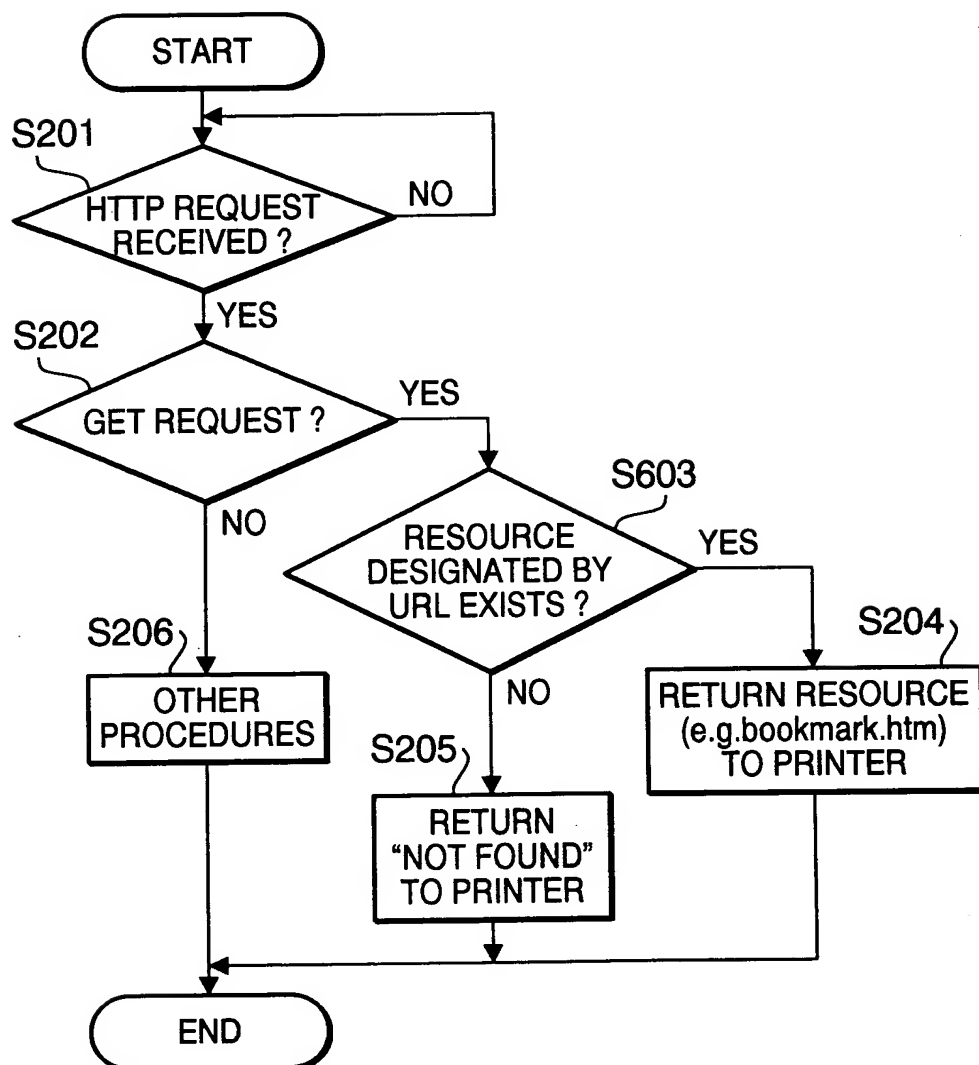 START
S201
HTTP REQUEST
RECEIVED ?
NO
YES
S202
GET REQUEST ?
YES
NO
S603
RESOURCE
DESIGNATED BY
URL EXISTS ?
YES
NO
S206
OTHER
PROCEDURES
S204
RETURN RESOURCE
(e.g.bookmark.htm)
TO PRINTER
S205
RETURN
“NOT FOUND”
TO PRINTER
END